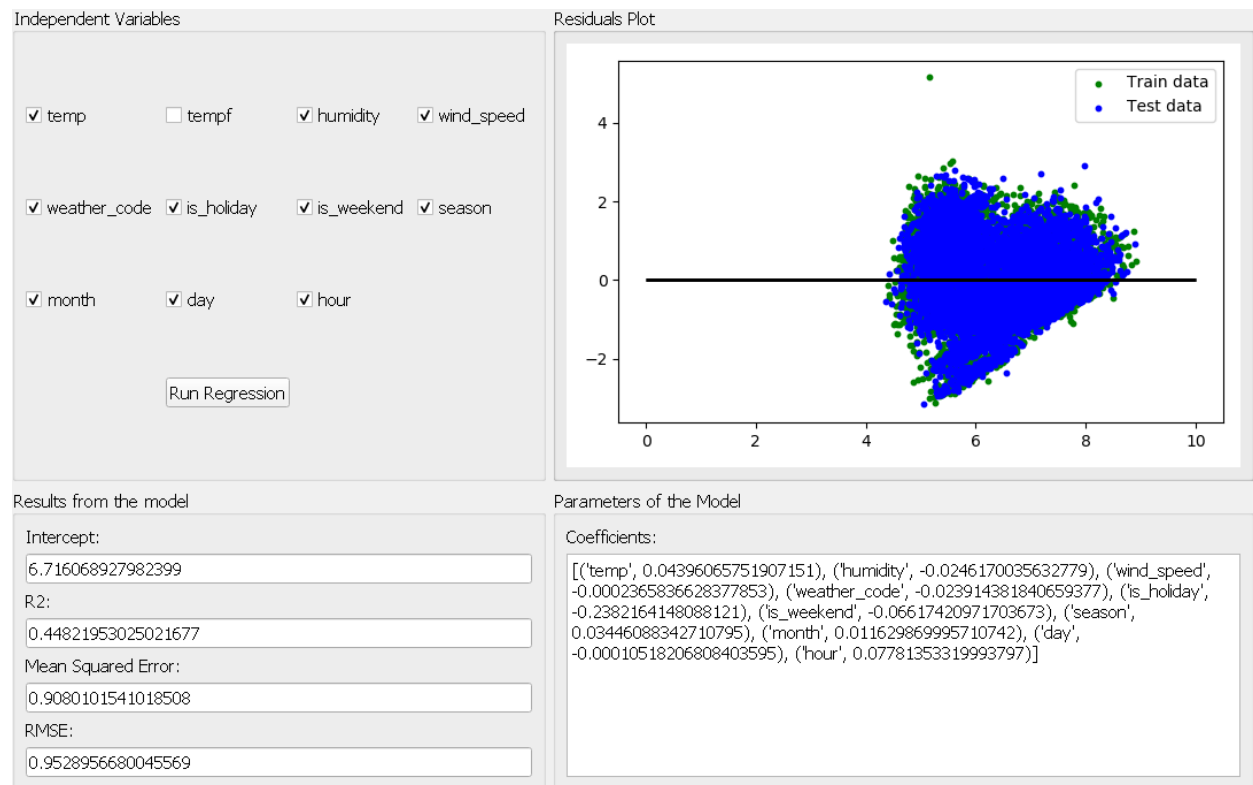 Independent Variables
temp tempf humidity wind_speed
weather_code is_holiday is_weekend season
month day hour
Run Regression
Residuals Plot
Train data
Test data
4
2
0
−2
0 2 4 6 8 10
Results from the model
Intercept:
6.716068927982399
R2:
0.44821953025021677
Mean Squared Error:
0.9080101541018508
RMSE:
0.9528956680045569
Parameters of the Model
Coefficients:
[('temp', 0.04396065751907151), ('humidity', -0.0246170035632779), ('wind_speed',
-0.0002365836628377853), ('weather_code', -0.023914381840659377), ('is_holiday',
-0.2382164148088121), ('is_weekend', -0.06617420971703673), ('season',
0.03446088342710795), ('month', 0.011629869995710742), ('day',
-0.00010518206808403595), ('hour', 0.07781353319993797)]